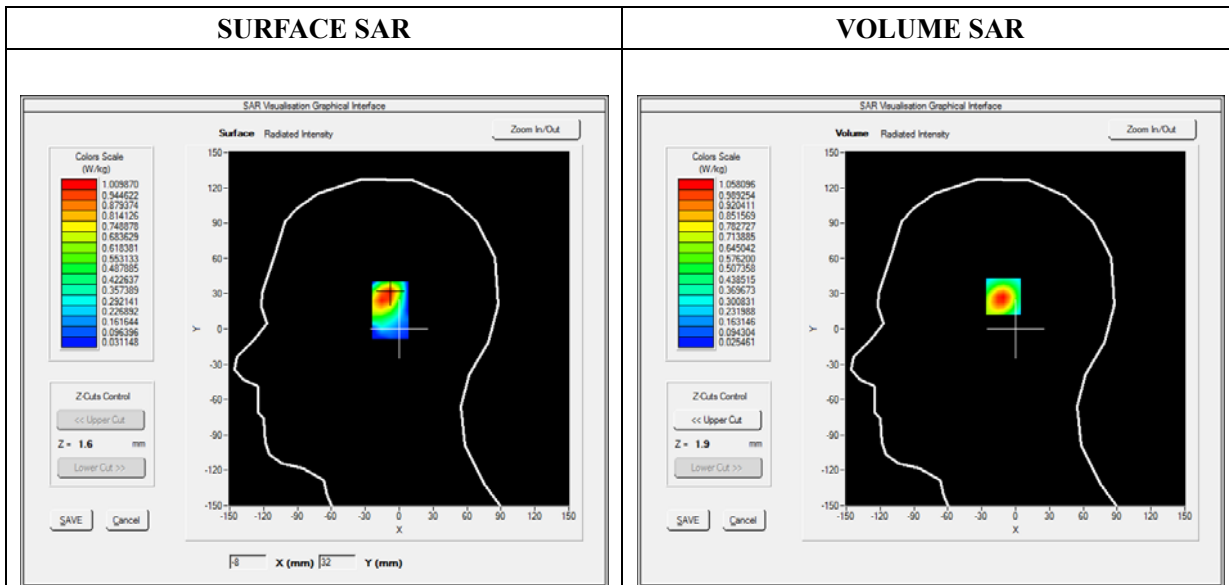 SURFACE SAR
VOLUME SAR
SAR Visualisation Graphical Interface
Surface Radiated Intensity
Zoom In/Out
Colors Scale
(W/kg)
1.009870
0.944622
0.879374
0.814126
0.748878
0.683629
0.618381
0.553133
0.487885
0.422637
0.357389
0.292141
0.226892
0.161644
0.096396
0.031148
Z-Cuts Control
<< Upper Cut
Z = 1.6 mm
Lower Cut >>
SAVE Cancel
150
120
90
60
30
0
-30
-60
-90
-120
-150
Y
-150 -120 -90 -60 -30 0 30 60 90 120 150
X
-8 X (mm) 32 Y (mm)
SAR Visualisation Graphical Interface
Volume Radiated Intensity
Zoom In/Out
Colors Scale
(W/kg)
1.058096
0.989254
0.920411
0.851569
0.782727
0.713885
0.645042
0.576200
0.507358
0.438515
0.369673
0.300831
0.231988
0.163146
0.094304
0.025461
Z-Cuts Control
<< Upper Cut
Z = 1.9 mm
Lower Cut >>
SAVE Cancel
150
120
90
60
30
0
-30
-60
-90
-120
-150
Y
-150 -120 -90 -60 -30 0 30 60 90 120 150
X